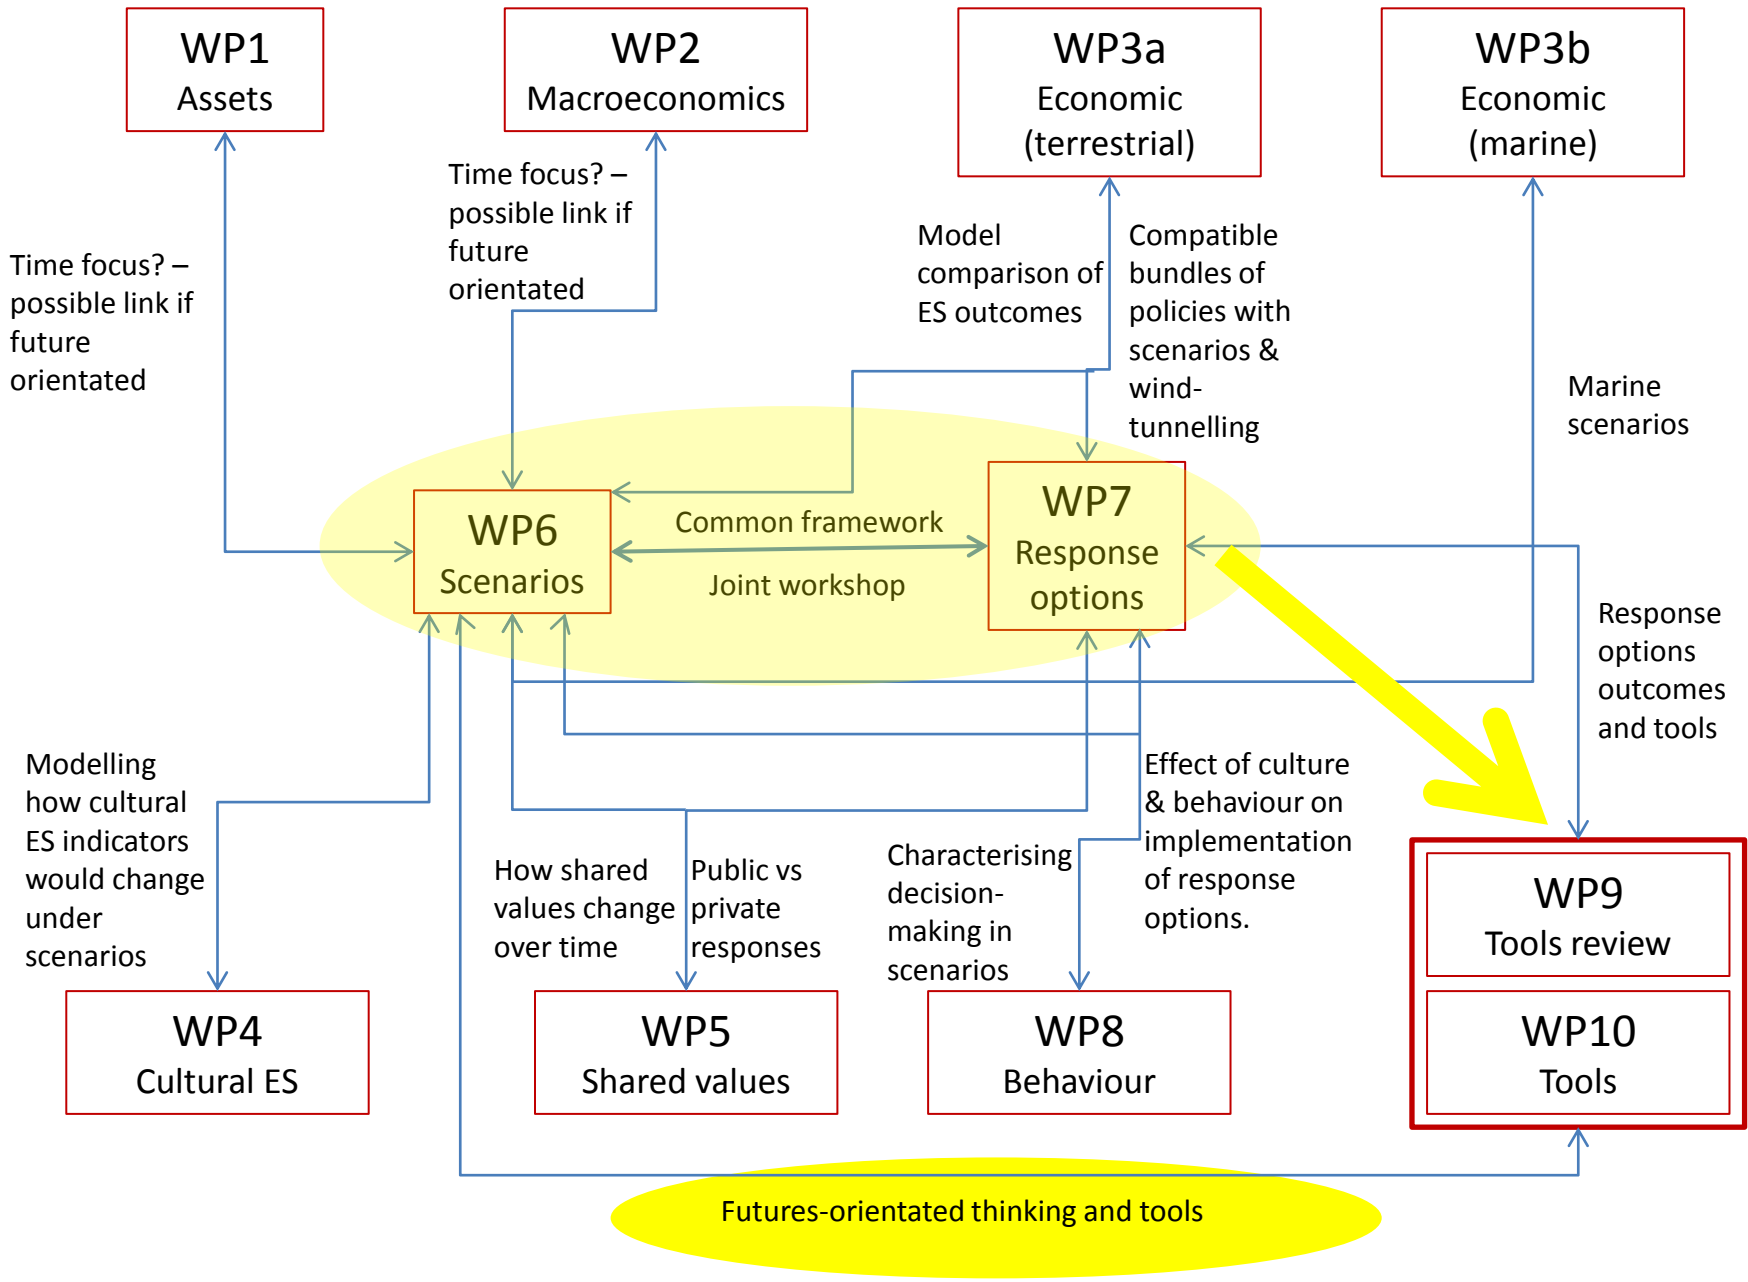 WP1
Assets
WP2
Macroeconomics
WP3a
Economic
(terrestrial)
WP3b
Economic
(marine)
Time focus? –
possible link if
future
orientated
Time focus? –
possible link if
future
orientated
Model
comparison of
ES outcomes
Compatible
bundles of
policies with
scenarios &
wind-
tunnelling
Marine
scenarios
WP6
Scenarios
Common framework
Joint workshop
WP7
Response
options
Response
options
outcomes
and tools
Modelling
how cultural
ES indicators
would change
under
scenarios
How shared
values change
over time
Public vs
private
responses
Characterising
decision-
making in
scenarios
Effect of culture
& behaviour on
implementation
of response
options.
WP9
Tools review
WP10
Tools
WP4
Cultural ES
WP5
Shared values
WP8
Behaviour
Futures-orientated thinking and tools